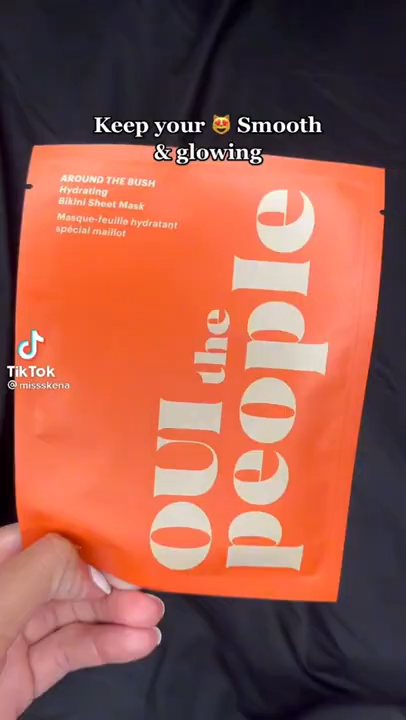 Keep your 😻 Smooth
& glowing
AROUND THE BUSH
Hydrating
Bikini Sheet Mask
Masque-feuille hydratant
spécial maillot
OUI the
people
TikTok
@missskena